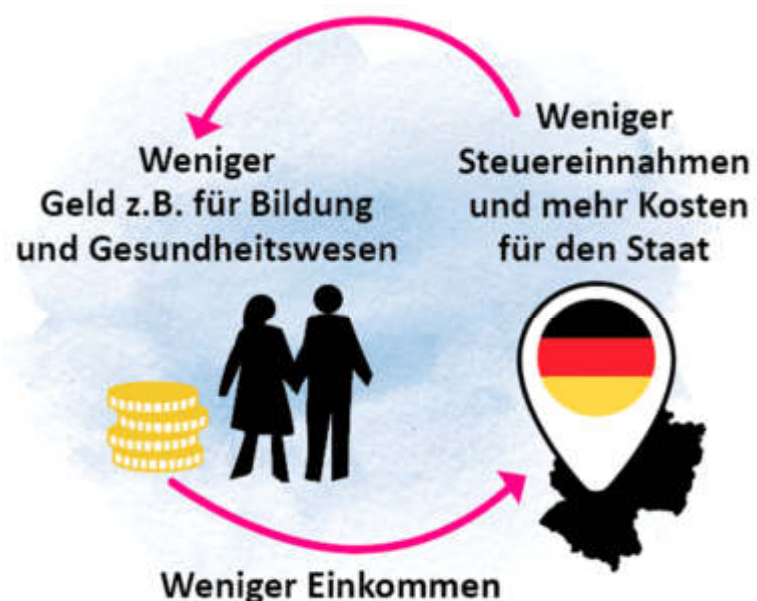 Weniger
Geld z.B. für Bildung
und Gesundheitswesen
Weniger
Steuereinnahmen
und mehr Kosten
für den Staat
Weniger Einkommen